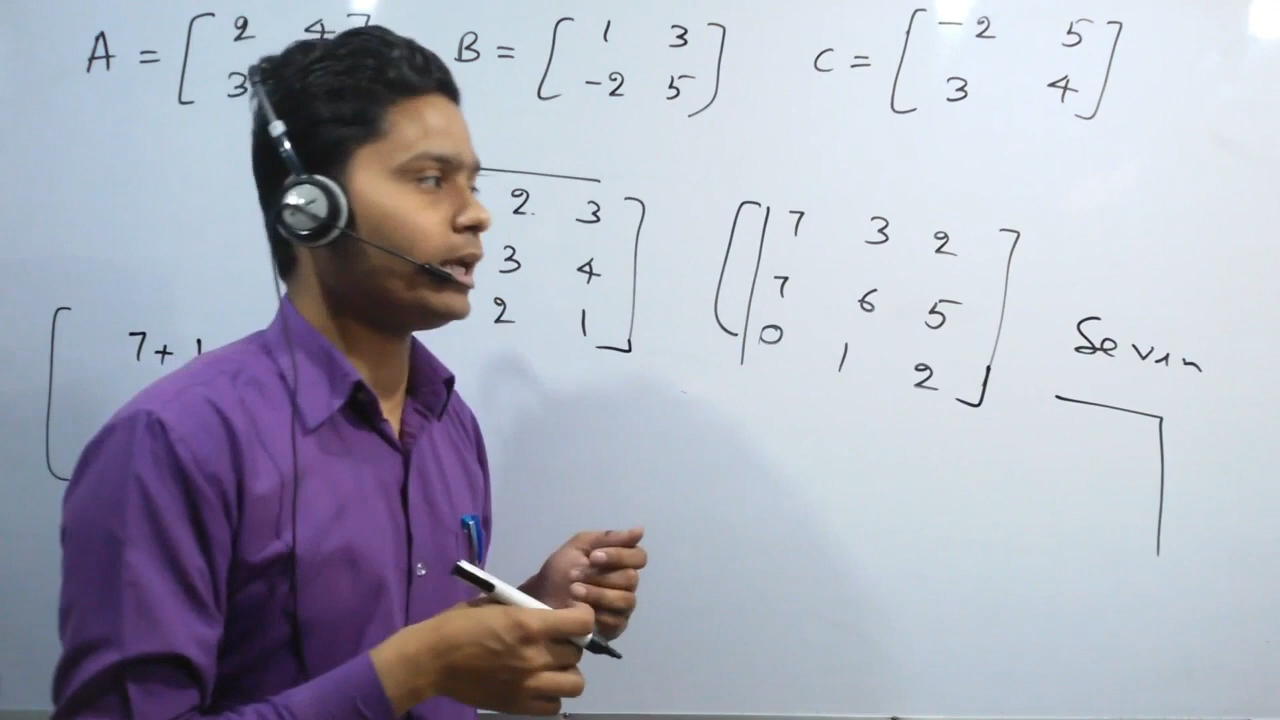 A = [ 2 4 ] B = [ 1 3 ] C = [ -2 5 ]
3 -2 5 3 4
2 3 [ 7 3 2 ]
3 4 7 6 5
2 1 0 1 2
[ 7 + 1 Sevin